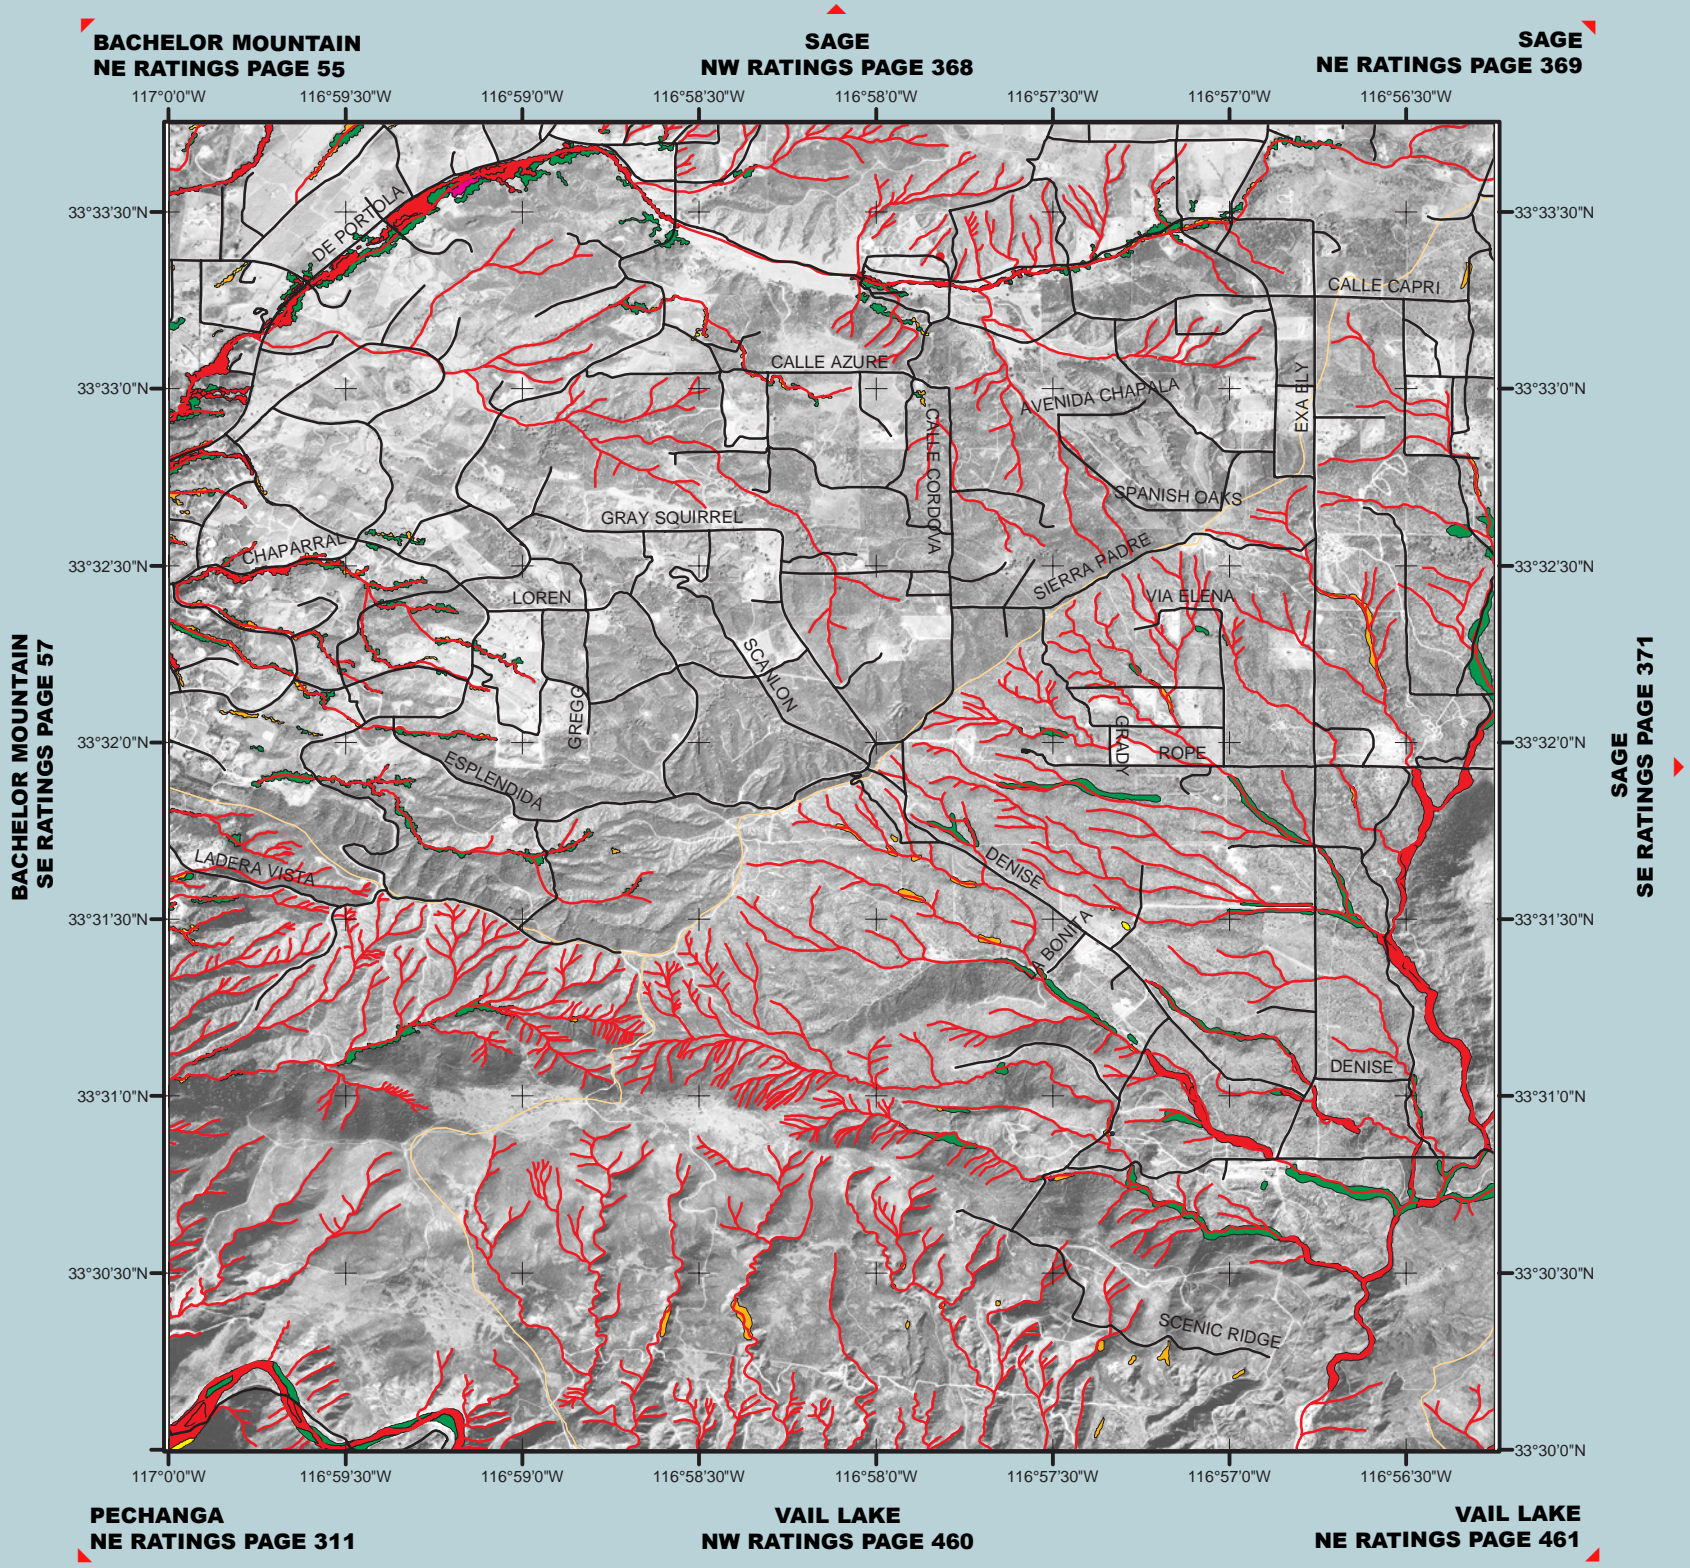 BACHELOR MOUNTAIN
NE RATINGS PAGE 55
SAGE
NW RATINGS PAGE 368
SAGE
NE RATINGS PAGE 369
117°0'0"W
116°59'30"W
116°59'0"W
116°58'30"W
116°58'0"W
116°57'30"W
116°57'0"W
116°56'30"W
33°33'30"N
33°33'30"N
DE PORTOLA
CALLE CAPRI
CALLE AZURE
33°33'0"N
33°33'0"N
AVENIDA CHAPALA
EXA ELY
CALLE CORDOVA
SPANISH OAKS
GRAY SQUIRREL
CHAPARRAL
33°32'30"N
33°32'30"N
SIERRA PADRE
LOREN
VIA ELENA
SCANLON
GREGG
BACHELOR MOUNTAIN
SE RATINGS PAGE 57
SAGE
SE RATINGS PAGE 371
33°32'0"N
33°32'0"N
GRADY
ROPE
ESPLENDIDA
LADERA VISTA
DENISE
33°31'30"N
33°31'30"N
A BONITA
DENISE
33°31'0"N
33°31'0"N
33°30'30"N
33°30'30"N
SCENIC RIDGE
33°30'0"N
117°0'0"W
116°59'30"W
116°59'0"W
116°58'30"W
116°58'0"W
116°57'30"W
116°57'0"W
116°56'30"W
PECHANGA
NE RATINGS PAGE 311
VAIL LAKE
NW RATINGS PAGE 460
VAIL LAKE
NE RATINGS PAGE 461